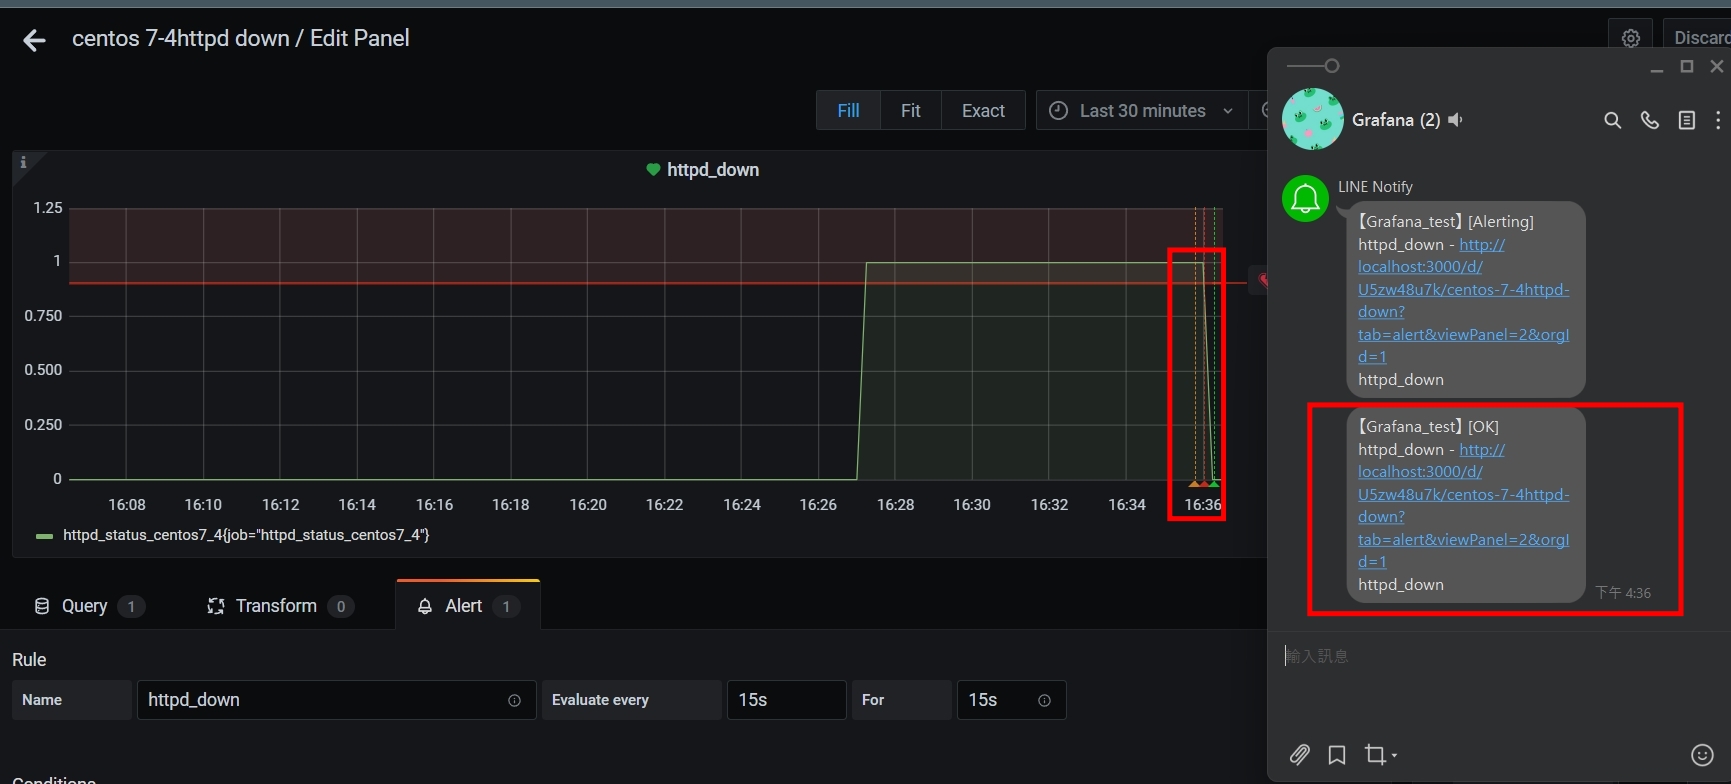 centos 7-4httpd down / Edit Panel
Discard
Fill
Fit
Exact
Last 30 minutes
httpd_down
1.25
1
0.750
0.500
0.250
0
16:08
16:10
16:12
16:14
16:16
16:18
16:20
16:22
16:24
16:26
16:28
16:30
16:32
16:34
16:36
httpd_status_centos7_4{job="httpd_status_centos7_4"}
Query 1
Transform 0
Alert 1
Rule
Name
httpd_down
Evaluate every
15s
For
15s
Conditions
Grafana (2)
LINE Notify
【Grafana_test】 [Alerting]
httpd_down - http://
localhost:3000/d/
U5zw48u7k/centos-7-4httpd-
down?
tab=alert&viewPanel=2&orgI
d=1
httpd_down
【Grafana_test】 [OK]
httpd_down - http://
localhost:3000/d/
U5zw48u7k/centos-7-4httpd-
down?
tab=alert&viewPanel=2&orgI
d=1
httpd_down
下午 4:36
輸入訊息